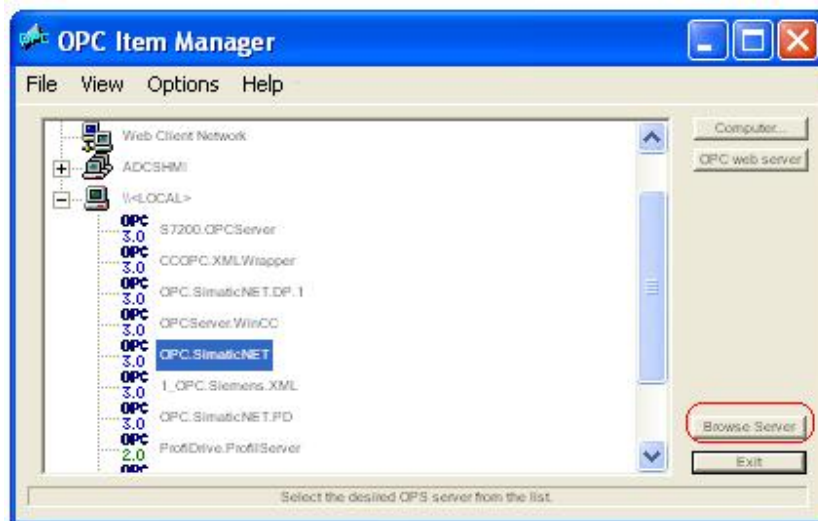 OPC Item Manager
File View Options Help
Web Client Network
ADCSHMI
\\<LOCAL>
OPC 3.0 S7200.OPCServer
OPC 3.0 CCOPC.XMLWrapper
OPC 3.0 OPC.SimaticNET.DP.1
OPC 3.0 OPCServer.WinCC
OPC 3.0 OPC.SimaticNET
OPC 3.0 1_OPC.Siemens.XML
OPC 3.0 OPC.SimaticNET.PD
OPC 2.0 ProfiDrive.ProfilServer
OPC
Computer...
OPC web server
Browse Server
Exit
Select the desired OPS server from the list.